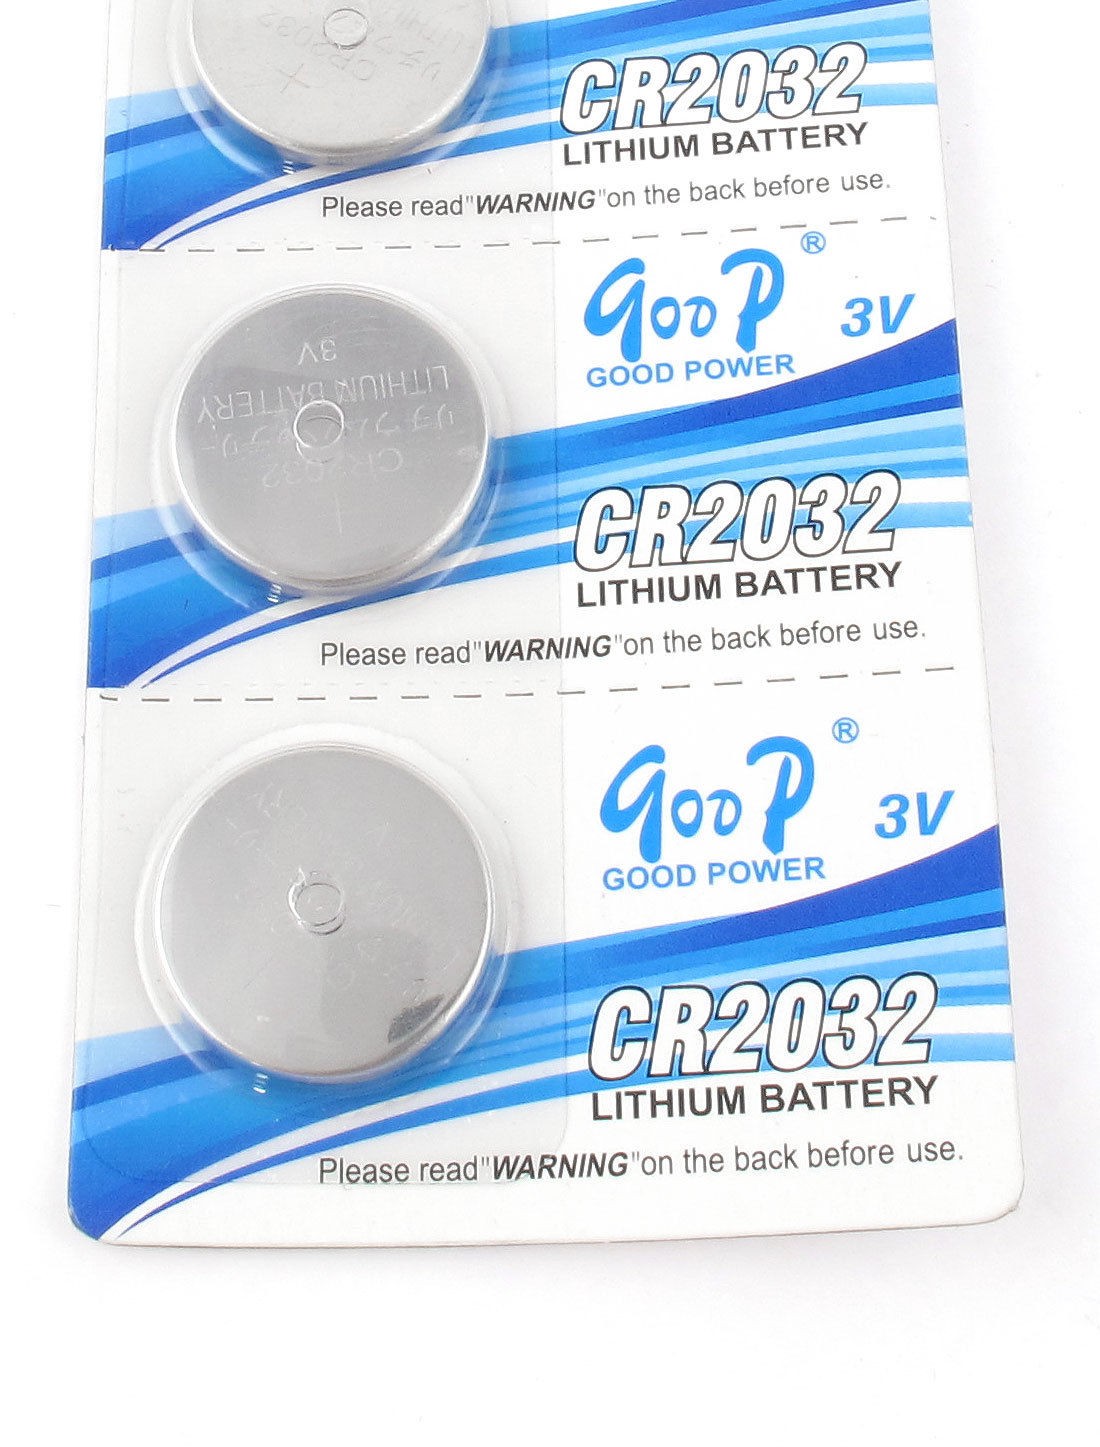 CR2032
LITHIUM BATTERY
Please read"WARNING"on the back before use.
gooP®
GOOD POWER
3V
3V
LITHIUM BATTERY
CR2032
CR2032
LITHIUM BATTERY
Please read"WARNING"on the back before use.
gooP®
GOOD POWER
3V
CR2032
LITHIUM BATTERY
Please read"WARNING"on the back before use.